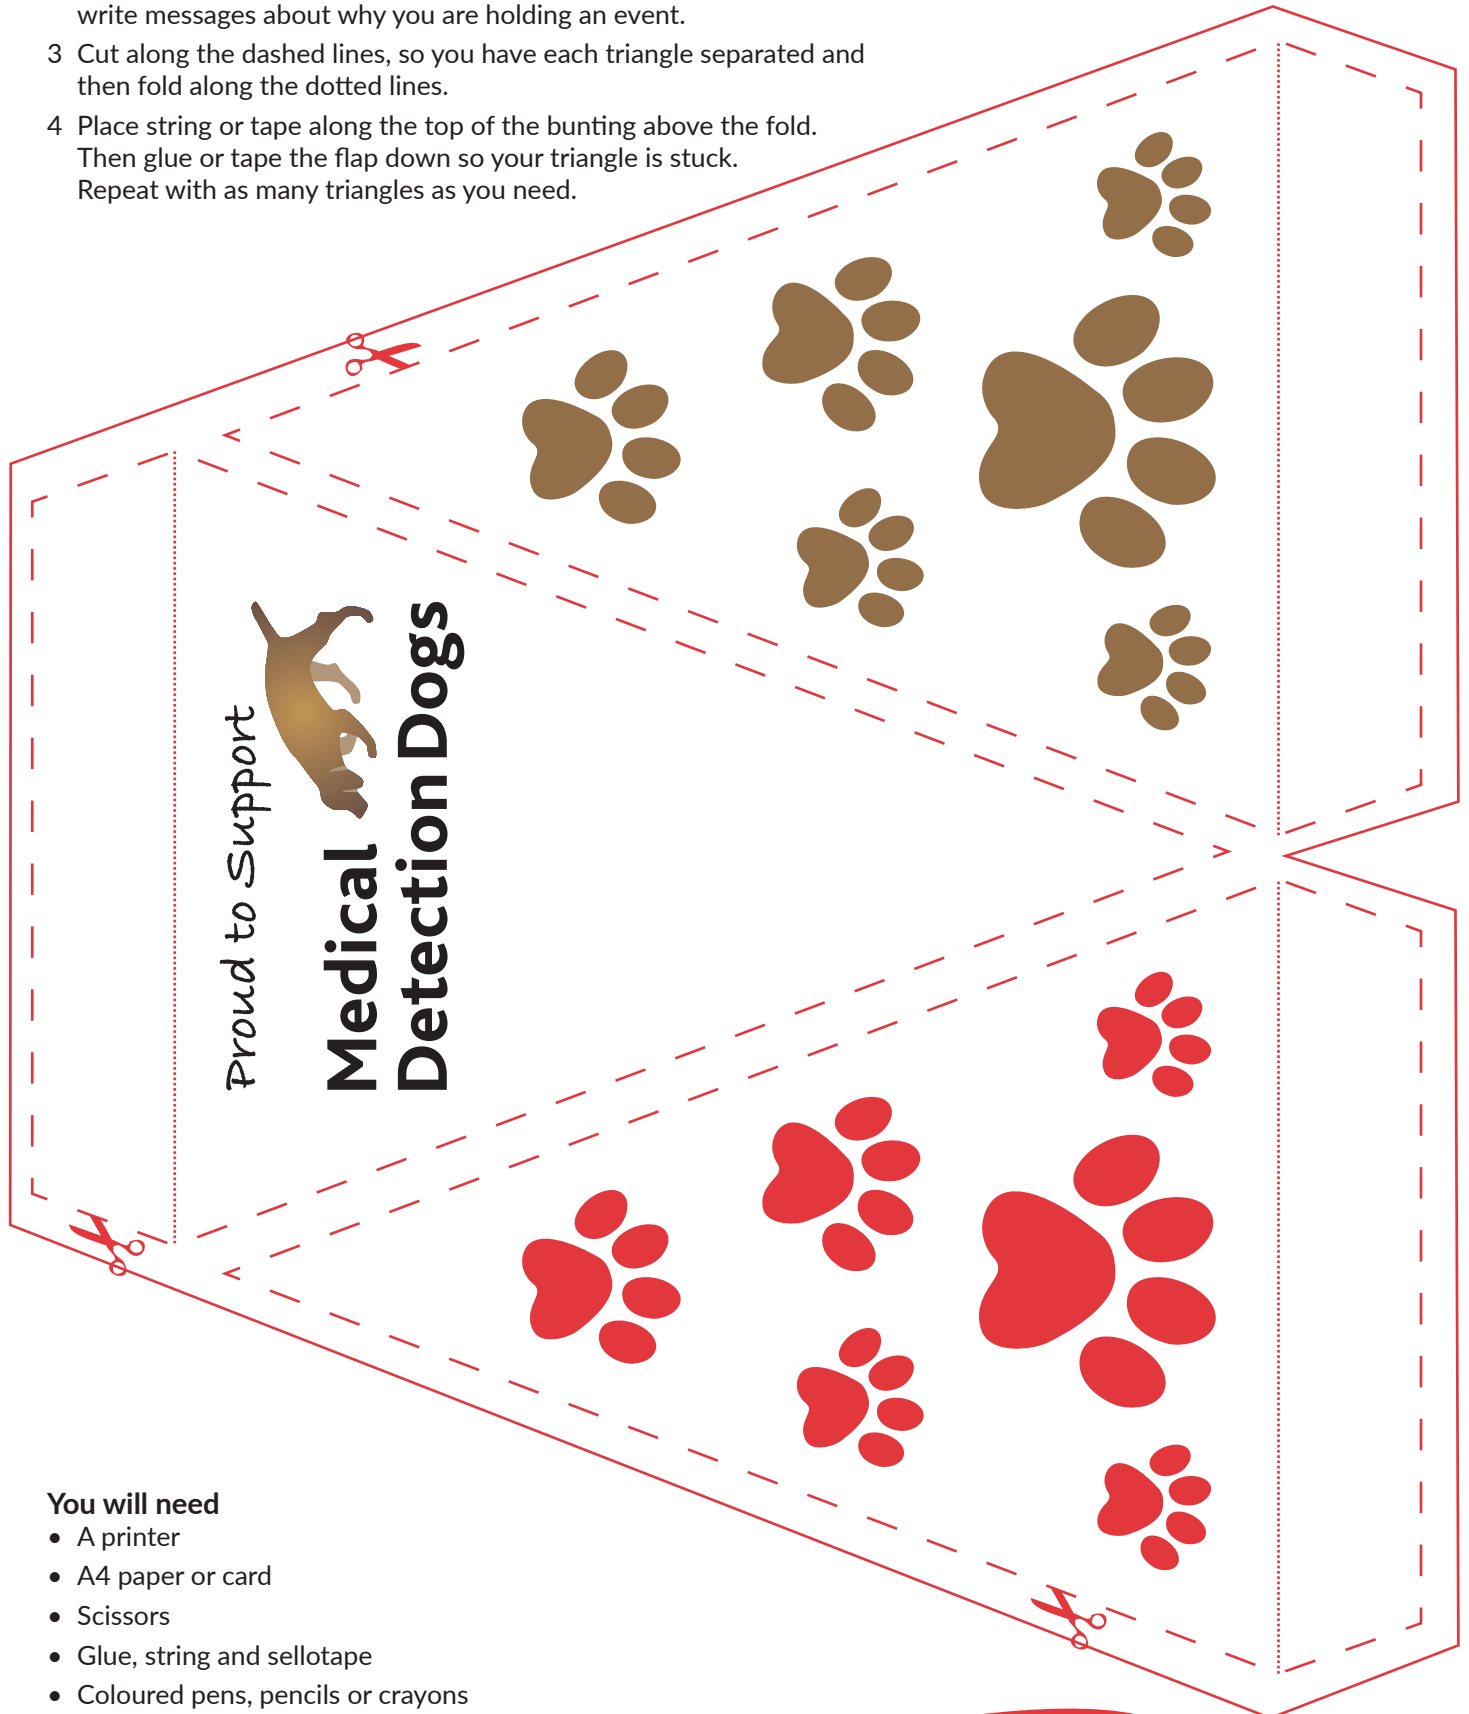 write messages about why you are holding an event.
3 Cut along the dashed lines, so you have each triangle separated and
then fold along the dotted lines.
4 Place string or tape along the top of the bunting above the fold.
Then glue or tape the flap down so your triangle is stuck.
Repeat with as many triangles as you need.
Proud to Support
Medical
Detection Dogs
You will need
• A printer
• A4 paper or card
• Scissors
• Glue, string and sellotape
• Coloured pens, pencils or crayons